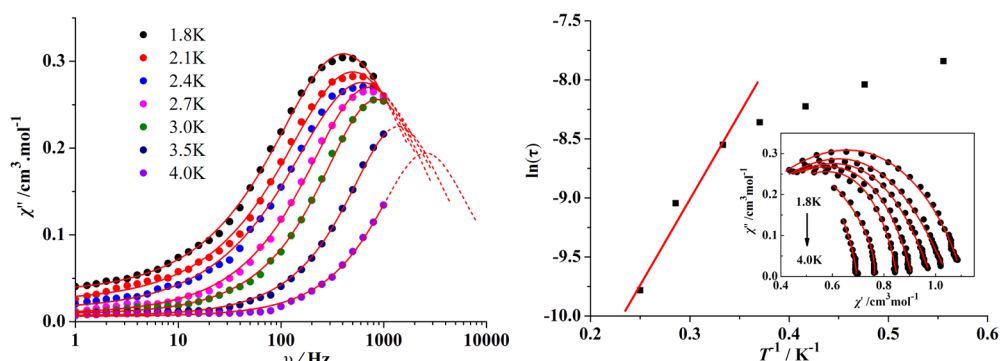 χ" /cm³.mol⁻¹
0.3
0.2
0.1
0.0
1.8K
2.1K
2.4K
2.7K
3.0K
3.5K
4.0K
1 10 100 1000 10000
υ / Hz
ln(τ)
-7.5
-8.0
-8.5
-9.0
-9.5
-10.0
0.2 0.3 0.4 0.5 0.6
T⁻¹ / K⁻¹
χ" /cm³mol⁻¹
0.3
0.2
0.1
0.0
1.8K
4.0K
0.4 0.6 0.8 1.0
χ' /cm³mol⁻¹